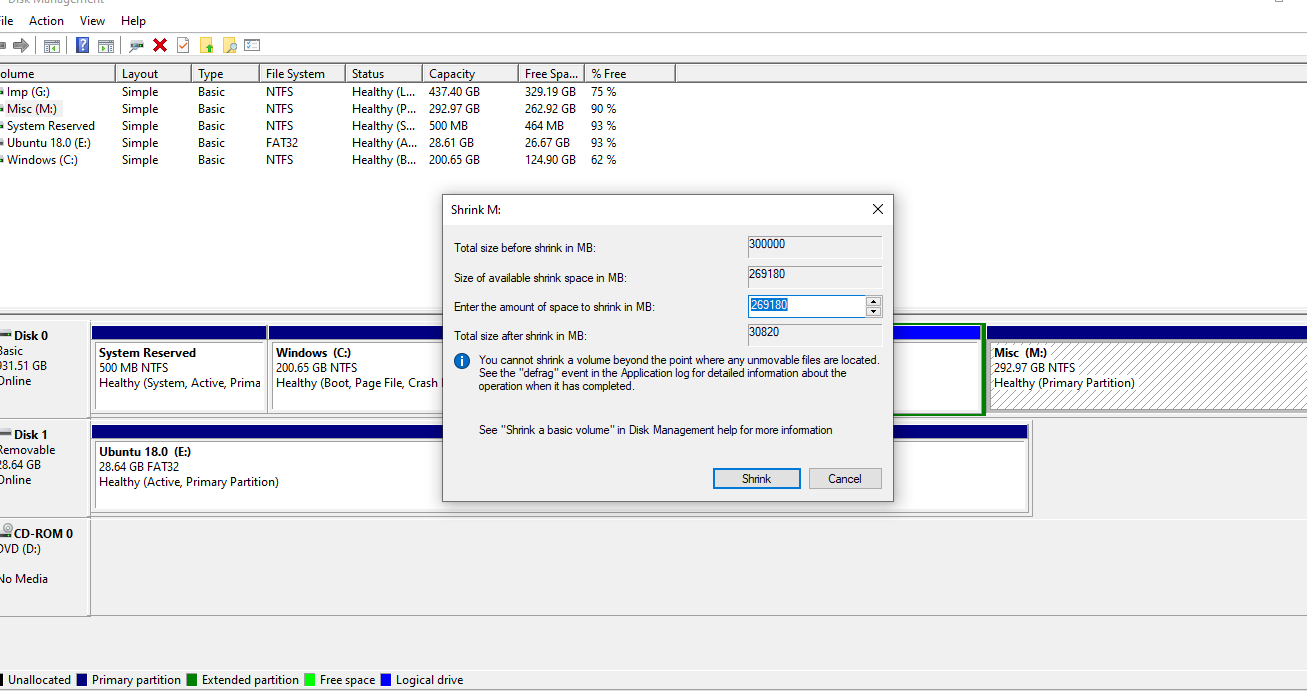 Disk Management
File Action View Help
olume Layout Type File System Status Capacity Free Spa... % Free
Imp (G:) Simple Basic NTFS Healthy (L... 437.40 GB 329.19 GB 75 %
Misc (M:) Simple Basic NTFS Healthy (P... 292.97 GB 262.92 GB 90 %
System Reserved Simple Basic NTFS Healthy (S... 500 MB 464 MB 93 %
Ubuntu 18.0 (E:) Simple Basic FAT32 Healthy (A... 28.61 GB 26.67 GB 93 %
Windows (C:) Simple Basic NTFS Healthy (B... 200.65 GB 124.90 GB 62 %
Shrink M:
Total size before shrink in MB: 300000
Size of available shrink space in MB: 269180
Enter the amount of space to shrink in MB: 269180
Total size after shrink in MB: 30820
You cannot shrink a volume beyond the point where any unmovable files are located.
See the "defrag" event in the Application log for detailed information about the
operation when it has completed.
See "Shrink a basic volume" in Disk Management help for more information
Shrink Cancel
Disk 0
Basic
931.51 GB
Online
System Reserved
500 MB NTFS
Healthy (System, Active, Prima
Windows (C:)
200.65 GB NTFS
Healthy (Boot, Page File, Crash
Misc (M:)
292.97 GB NTFS
Healthy (Primary Partition)
Disk 1
Removable
28.64 GB
Online
Ubuntu 18.0 (E:)
28.64 GB FAT32
Healthy (Active, Primary Partition)
CD-ROM 0
DVD (D:)
No Media
Unallocated Primary partition Extended partition Free space Logical drive